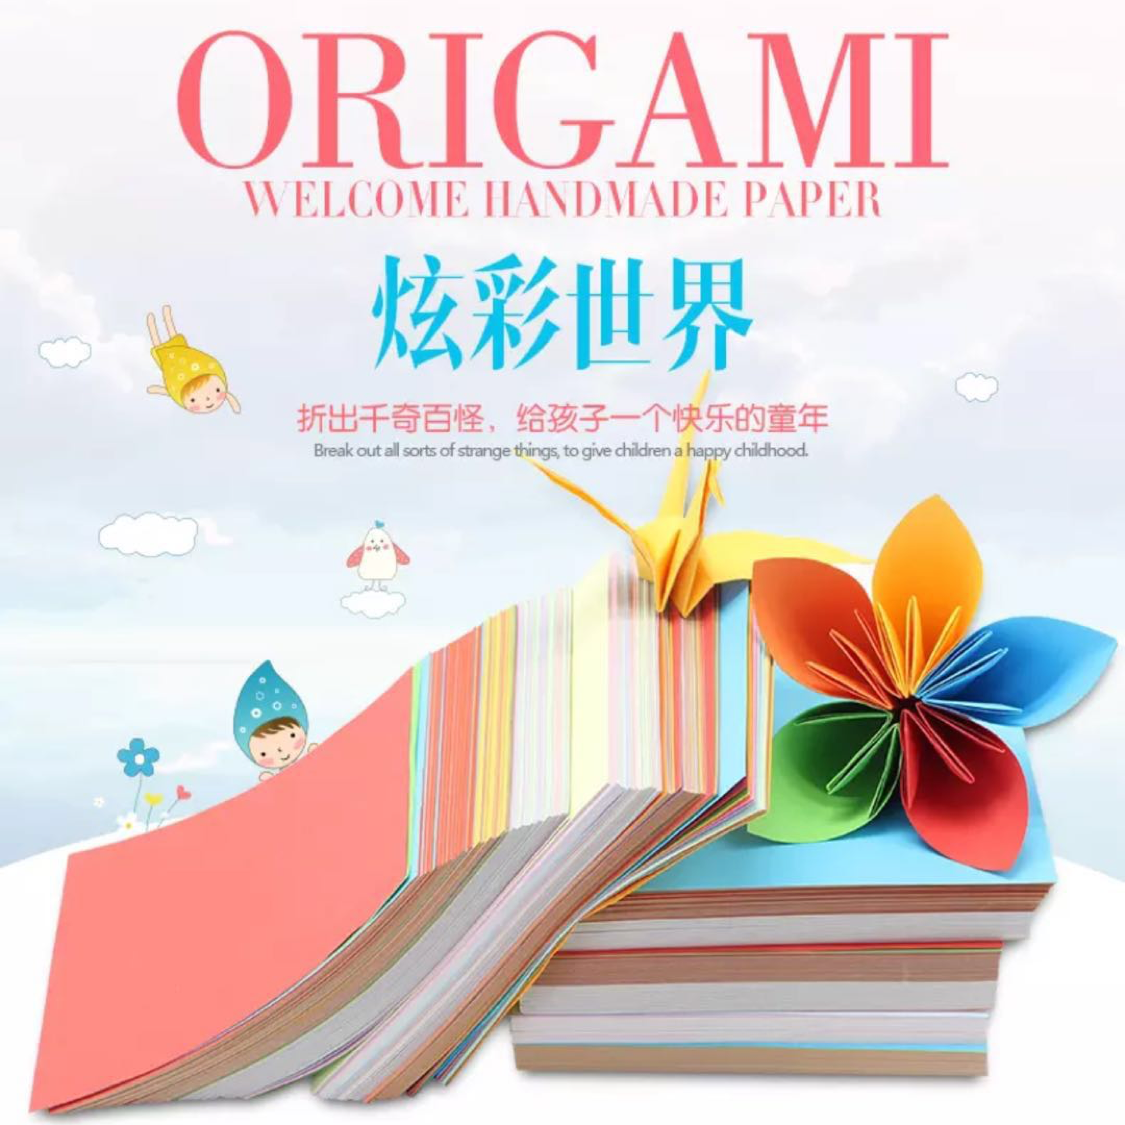 ORIGAMI
WELCOME HANDMADE PAPER
炫彩世界
折出千奇百怪，给孩子一个快乐的童年
Break out all sorts of strange things, to give children a happy childhood.